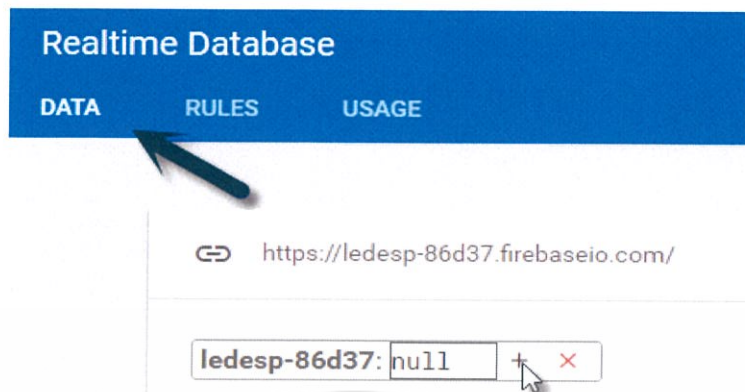 Realtime Database
DATA RULES USAGE
https://ledesp-86d37.firebaseio.com/
ledesp-86d37: null + ×